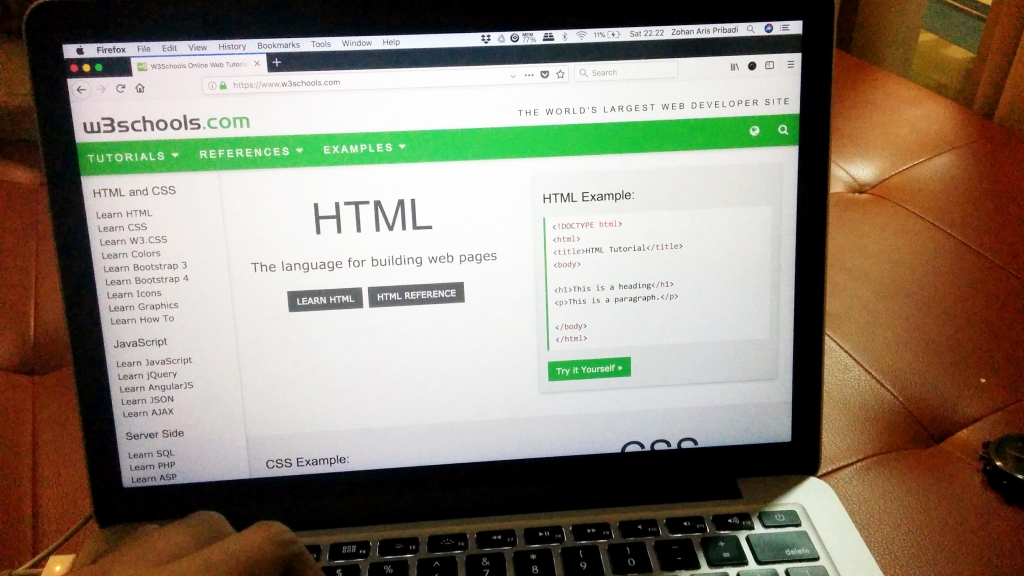 Firefox File Edit View History Bookmarks Tools Window Help MEM 77% 11% Sat 22.22 Zohan Aris Pribadi
W3Schools Online Web Tutoria
https://www.w3schools.com Search
w3schools.com THE WORLD'S LARGEST WEB DEVELOPER SITE
TUTORIALS REFERENCES EXAMPLES
HTML and CSS
Learn HTML
Learn CSS
Learn W3.CSS
Learn Colors
Learn Bootstrap 3
Learn Bootstrap 4
Learn Icons
Learn Graphics
Learn How To
JavaScript
Learn JavaScript
Learn jQuery
Learn AngularJS
Learn JSON
Learn AJAX
Server Side
Learn SQL
Learn PHP
Learn ASP
HTML
The language for building web pages
LEARN HTML HTML REFERENCE
HTML Example:
<!DOCTYPE html>
<html>
<title>HTML Tutorial</title>
<body>
<h1>This is a heading</h1>
<p>This is a paragraph.</p>
</body>
</html>
Try it Yourself »
CSS Example:
CSS
$ % ^ & 7 * 8 ( 9 ) 0 - + = delete